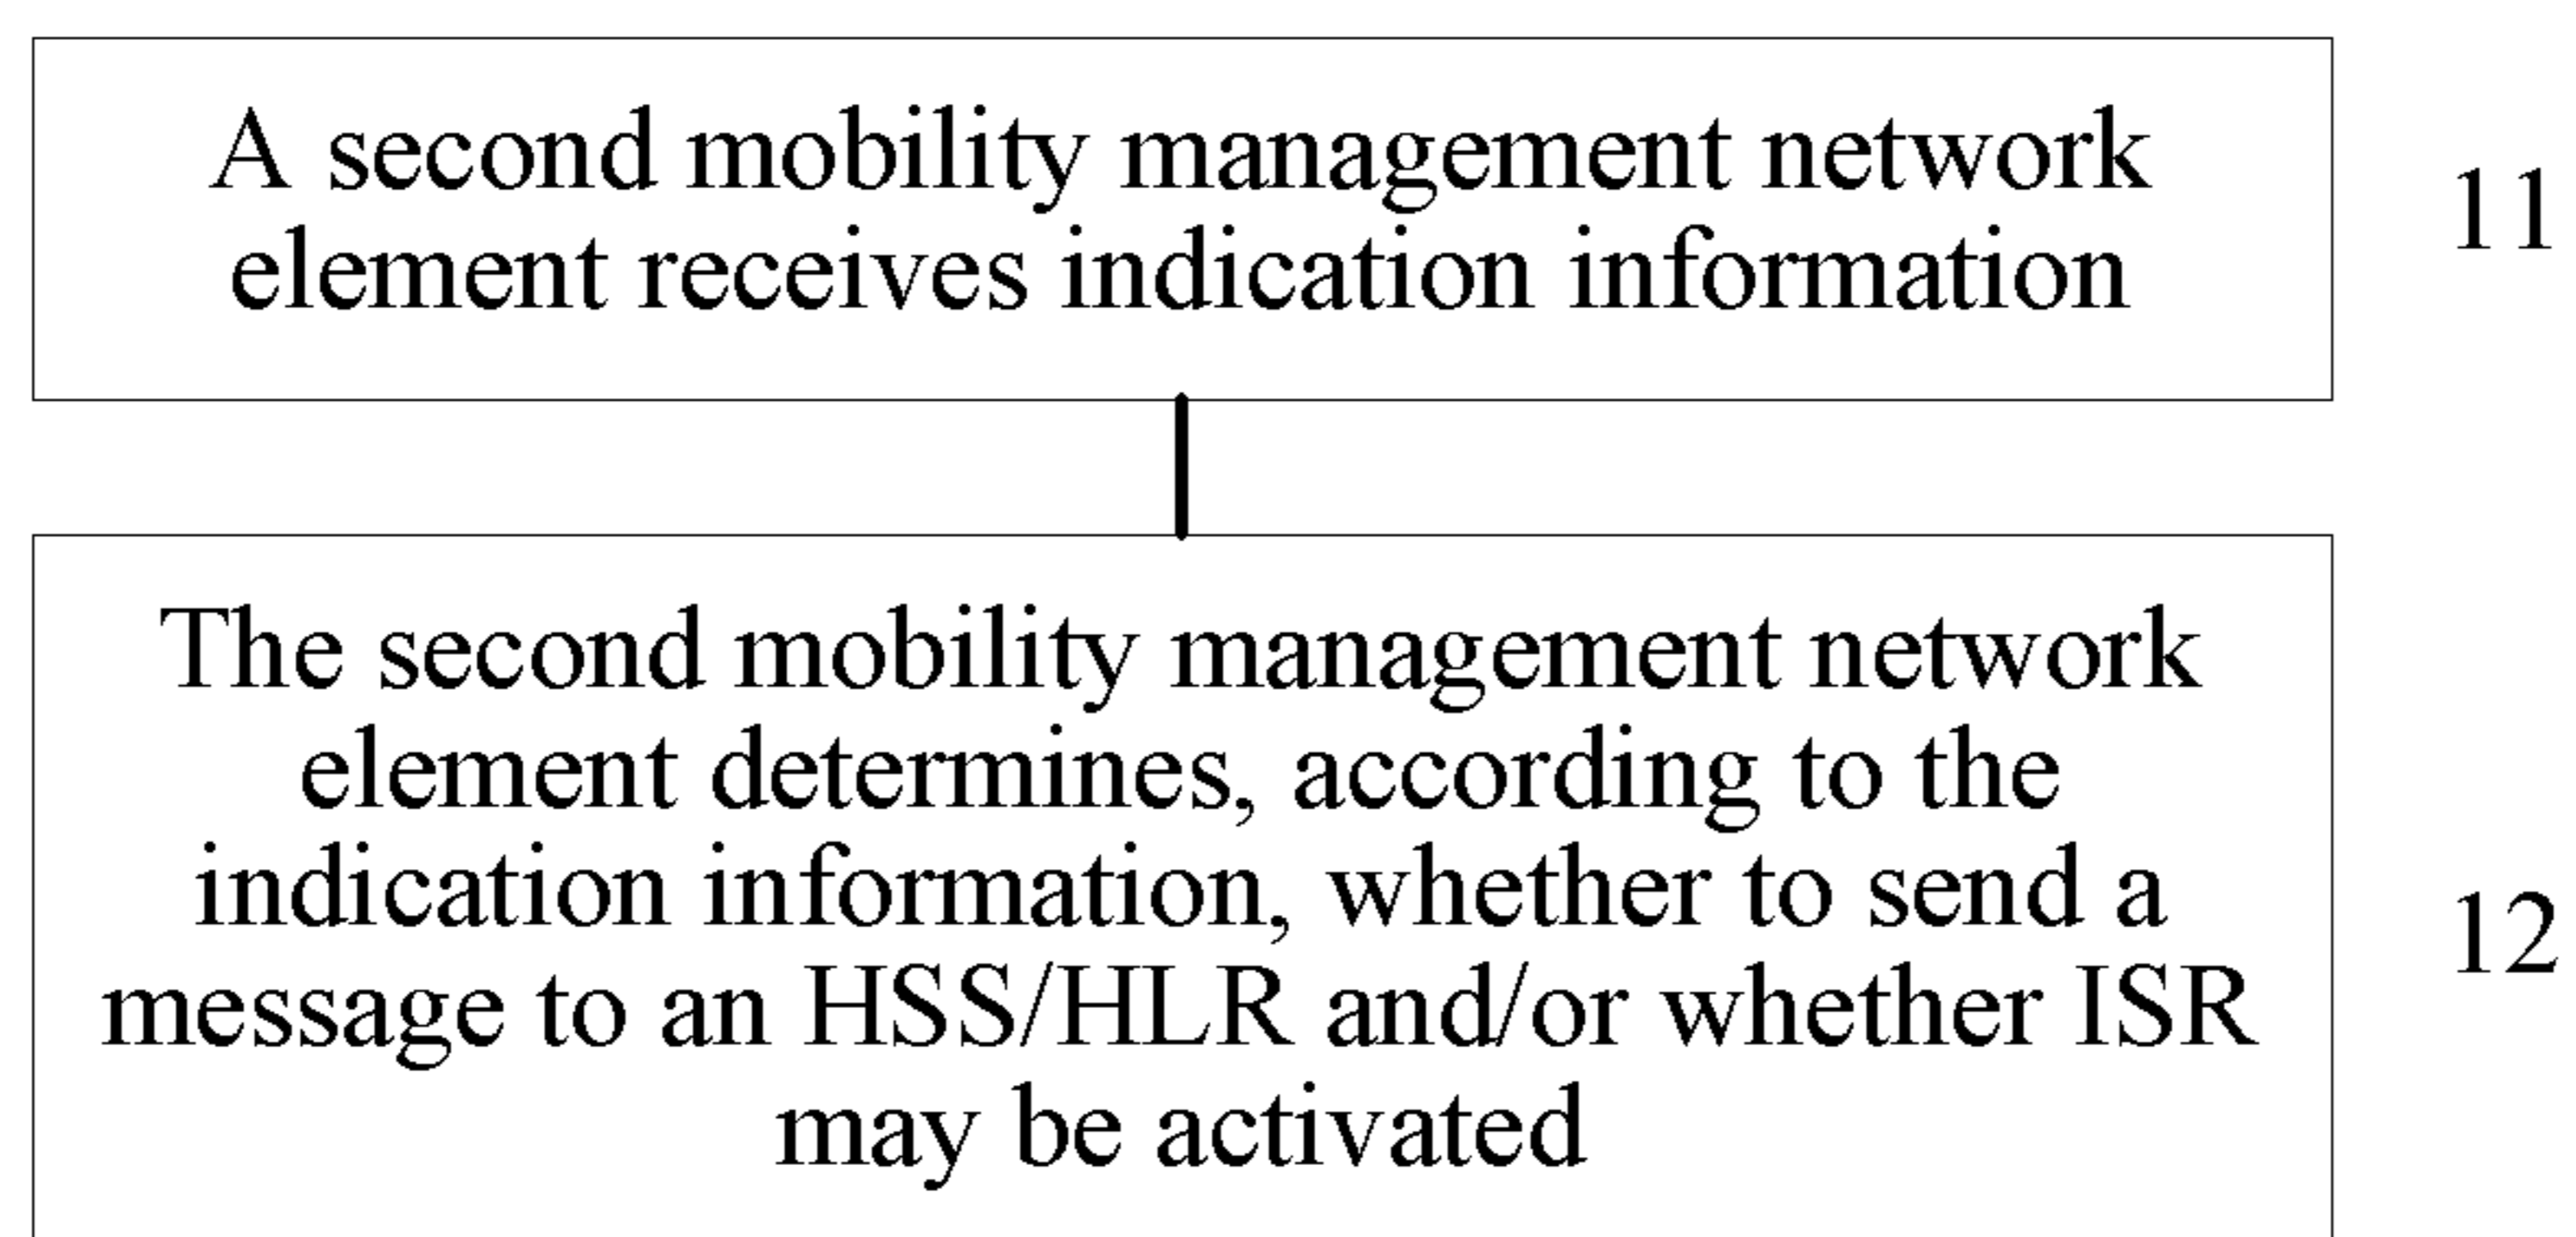 A second mobility management network
element receives indication information
11
The second mobility management network
element determines, according to the
indication information, whether to send a
message to an HSS/HLR and/or whether ISR
may be activated
12